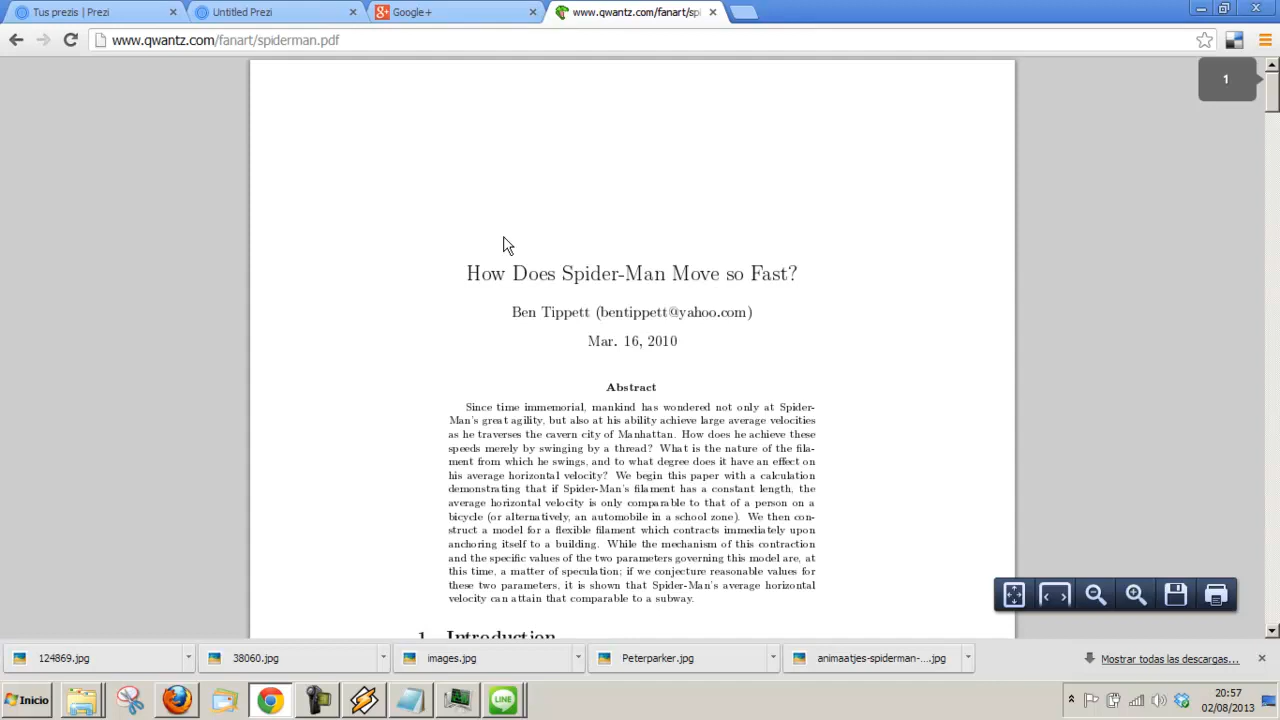 Tus prezis | Prezi
Untitled Prezi
Google+
www.qwantz.com/fanart/spi
www.qwantz.com/fanart/spiderman.pdf
1
How Does Spider-Man Move so Fast?
Ben Tippett (bentippett@yahoo.com)
Mar. 16, 2010
Abstract
Since time immemorial, mankind has wondered not only at Spider-
Man's great agility, but also at his ability achieve large average velocities
as he traverses the cavern city of Manhattan. How does he achieve these
speeds merely by swinging by a thread? What is the nature of the fila-
ment from which he swings, and to what degree does it have an effect on
his average horizontal velocity? We begin this paper with a calculation
demonstrating that if Spider-Man's filament has a constant length, the
average horizontal velocity is only comparable to that of a person on a
bicycle (or alternatively, an automobile in a school zone). We then con-
struct a model for a flexible filament which contracts immediately upon
anchoring itself to a building. While the mechanism of this contraction
and the specific values of the two parameters governing this model are, at
this time, a matter of speculation; if we conjecture reasonable values for
these two parameters, it is shown that Spider-Man's average horizontal
velocity can attain that comparable to a subway.
1 Introduction
124869.jpg
38060.jpg
images.jpg
Peterparker.jpg
animaatjes-spiderman-....jpg
Mostrar todas las descargas...
Inicio
LINE
20:57
02/08/2013